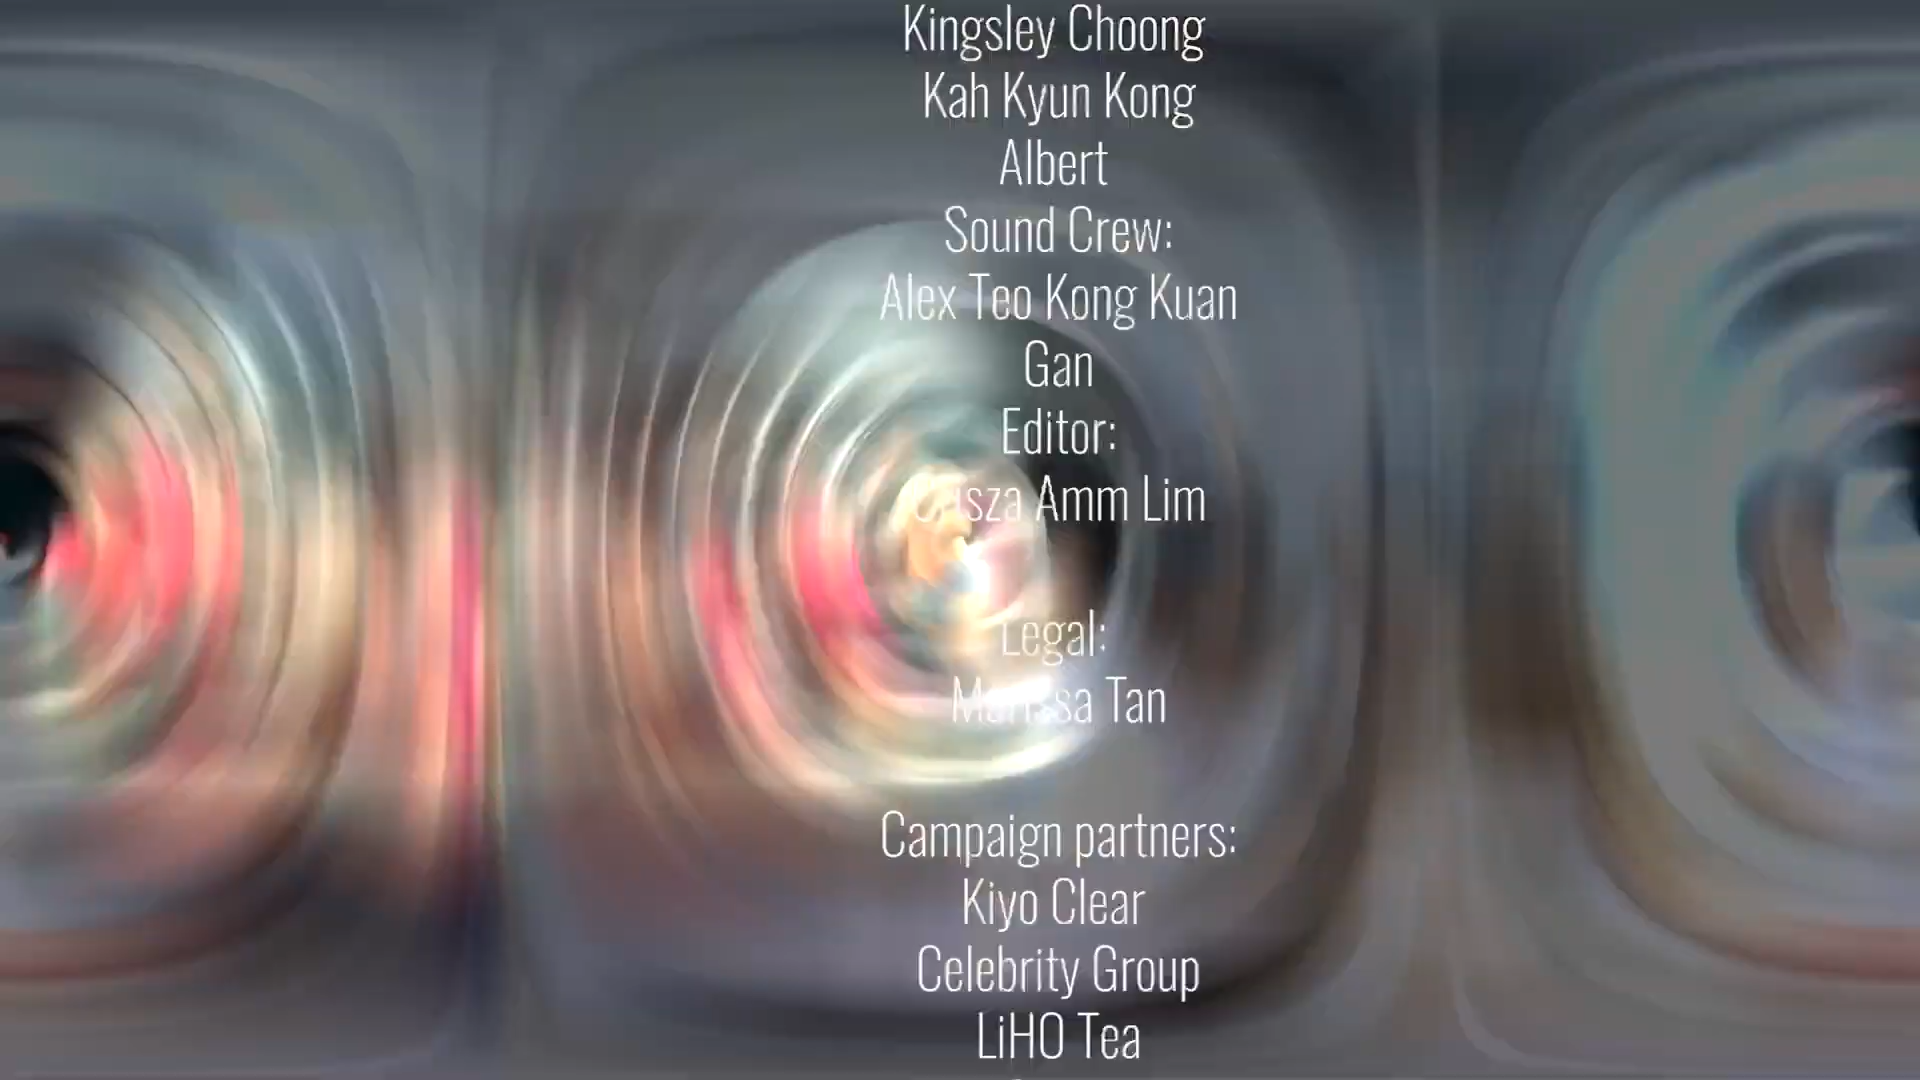 Kingsley Choong
Kah Kyun Kong
Albert
Sound Crew:
Alex Teo Kong Kuan
Gan
Editor:
Amm Lim
Legal:
Tan
Campaign partners:
Kiyo Clear
Celebrity Group
LiHO Tea